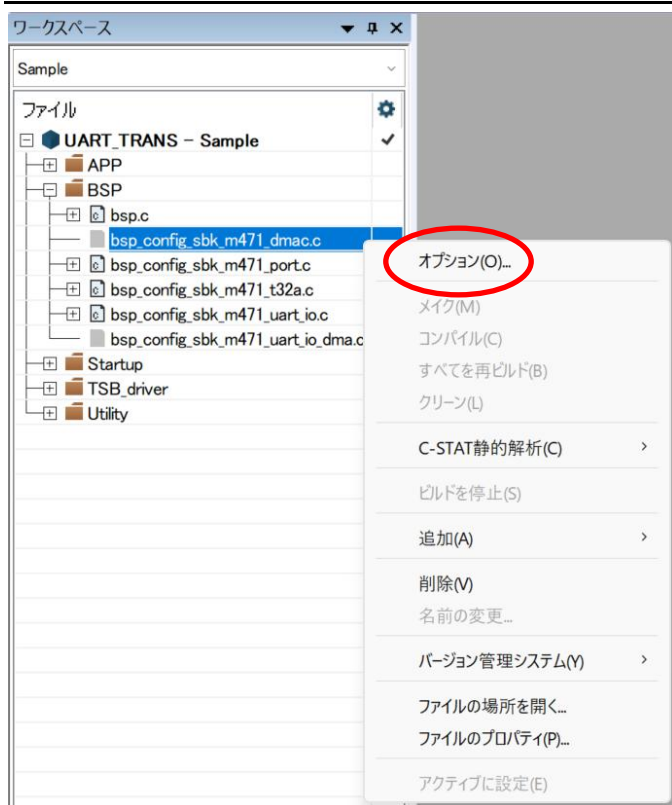 ワークスペース
Sample
ファイル
UART_TRANS - Sample
APP
BSP
bsp.c
bsp_config_sbk_m471_dmac.c
bsp_config_sbk_m471_port.c
bsp_config_sbk_m471_t32a.c
bsp_config_sbk_m471_uart_io.c
bsp_config_sbk_m471_uart_io_dma.c
Startup
TSB_driver
Utility
オプション(O)...
メイク(M)
コンパイル(C)
すべてを再ビルド(B)
クリーン(L)
C-STAT静的解析(C)
ビルドを停止(S)
追加(A)
削除(V)
名前の変更...
バージョン管理システム(Y)
ファイルの場所を開く...
ファイルのプロパティ(P)...
アクティブに設定(E)